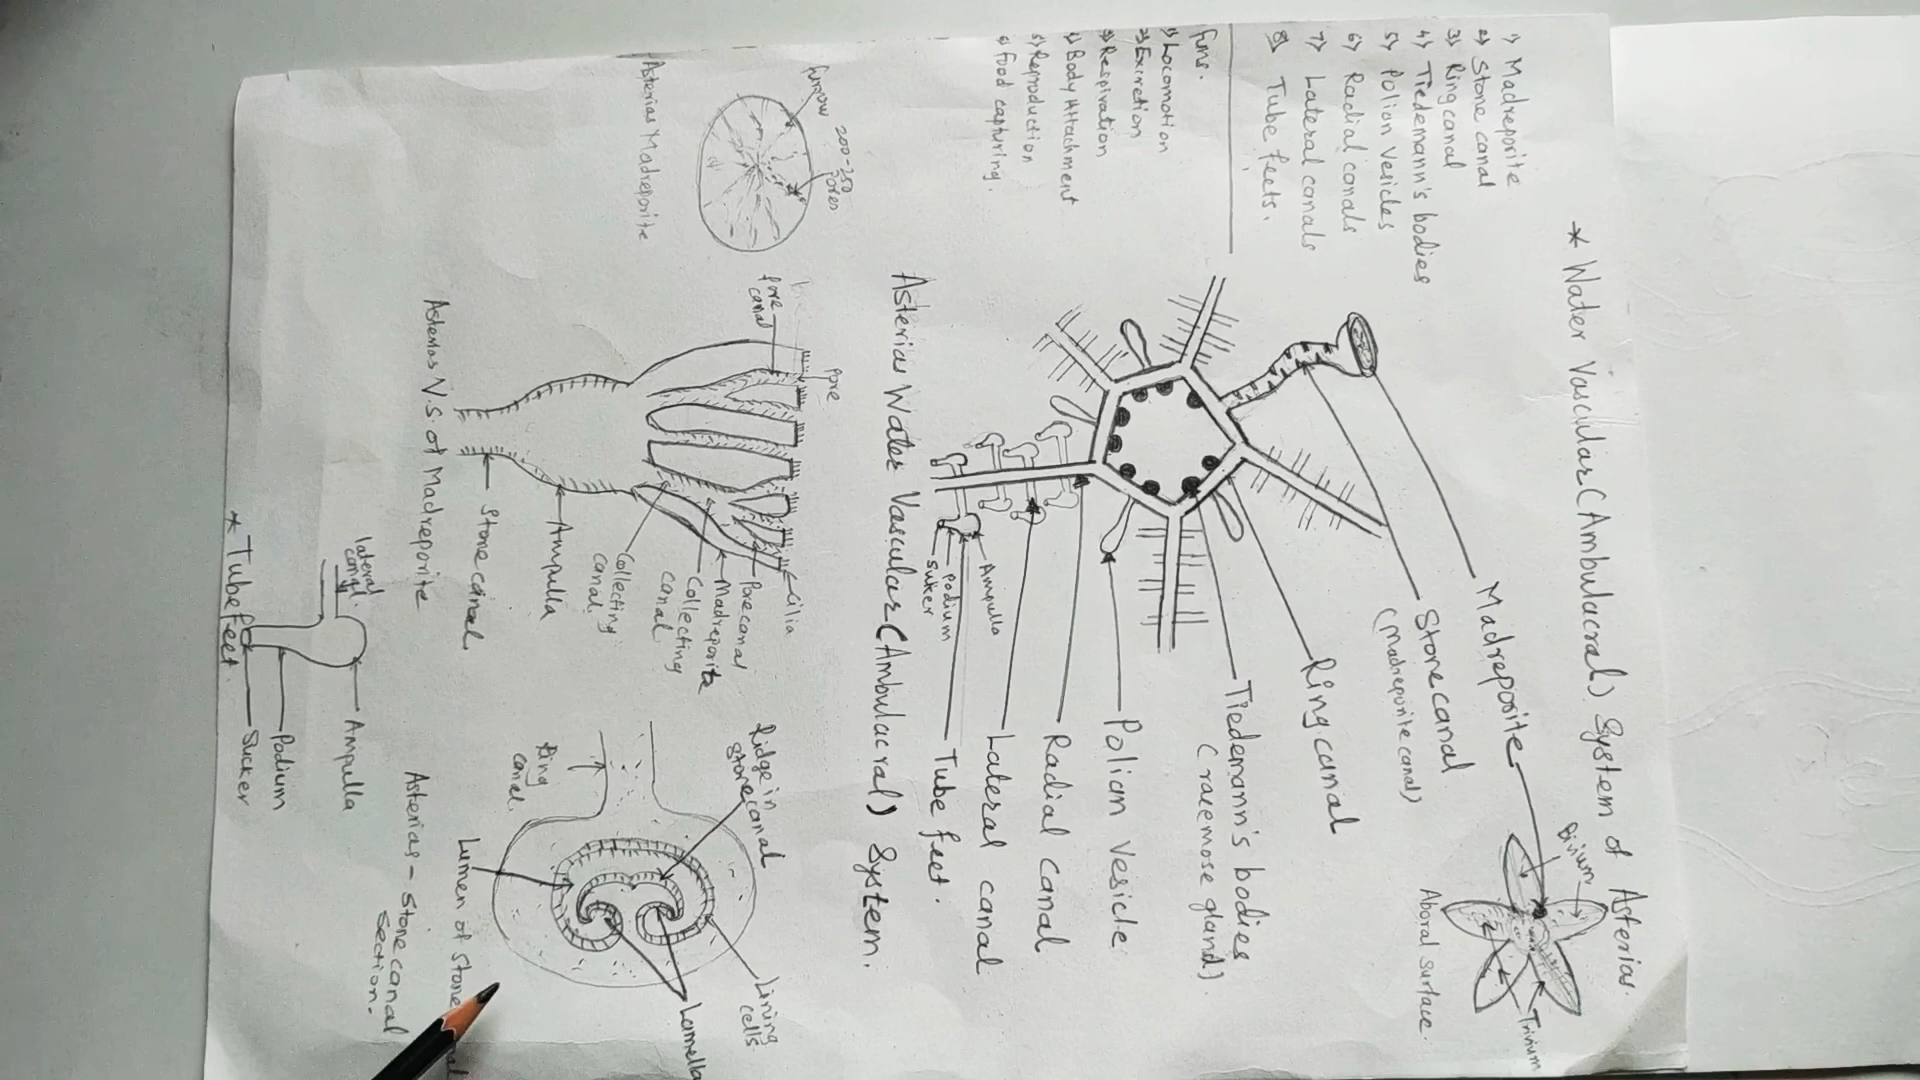 * Water Vascular (Ambulacral) System of Asterias.
1) Madreporite
2) Stone canal
3) Ring canal
4) Tiedemann's bodies
5) Polian vesicles
6) Radial canals
7) Lateral canals
8) Tube feets.
funs.
1) Locomotion
2) Excretion
3) Respiration
4) Body Attachment
5) Reproduction
6) Food capturing.
Bivium
Trivium
Aboral surface.
Madreporite
Stone canal
(Madreporite canal)
Ring canal
Tiedemann's bodies
(raemose gland).
Polian vesicle
Radial canal
Lateral canal
Tube feet.
Ampulla
Podium
Suker
Asterias Water Vascular (Ambulacral) System.
furrow
200-250
Pores
Asterias Madreporite
Pore
Pore
canal
Cilia
Pore canal
Madreporite
Collecting
canal
Collecting
canal.
Ampulla
Stone canal.
Asterias V.S. of Madreporite
Ridge in
stone canal
Lining
cells.
Lamella
Ring
canal.
Lumen of Stone
Asterias - Stone canal
Section.
lateral
canal.
Ampulla
Podium
Sucker
* Tube feet.